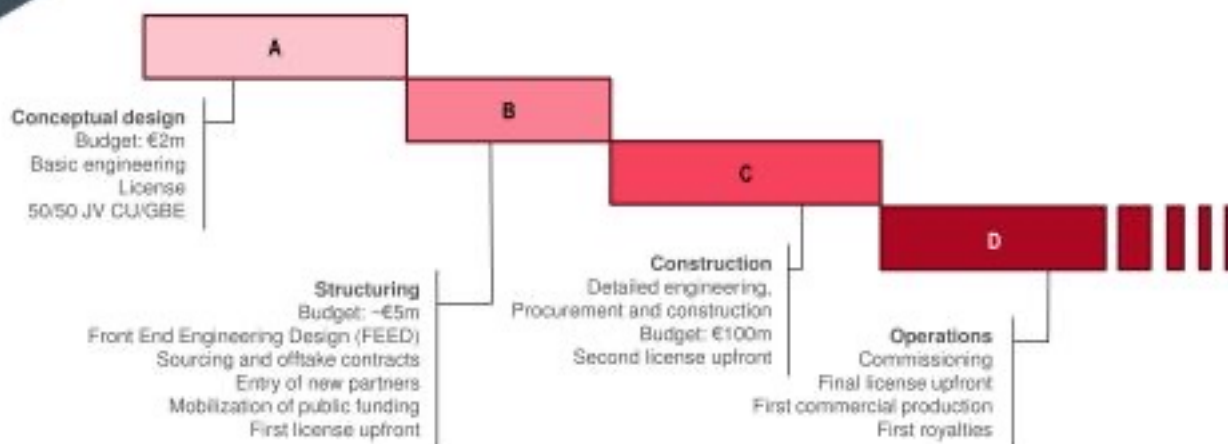 A
Conceptual design
Budget: €2m
Basic engineering
License
50/50 JV CU/GBE
B
Structuring
Budget: ~€5m
Front End Engineering Design (FEED)
Sourcing and offtake contracts
Entry of new partners
Mobilization of public funding
First license upfront
C
Construction
Detailed engineering,
Procurement and construction
Budget: €100m
Second license upfront
D
Operations
Commissioning
Final license upfront
First commercial production
First royalties